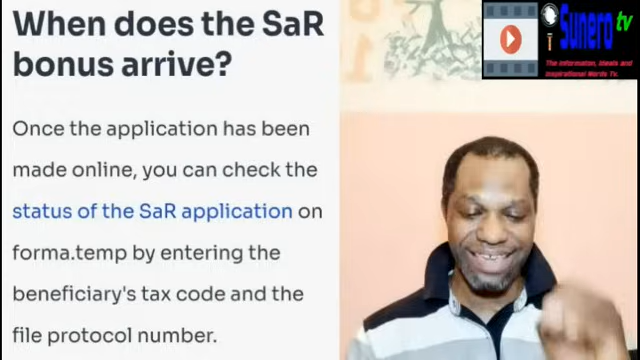 When does the SaR
bonus arrive?
Once the application has been
made online, you can check the
status of the SaR application on
forma.temp by entering the
beneficiary's tax code and the
file protocol number.
Sunero tv
The Information, Ideals and
Inspirational Words Tv.